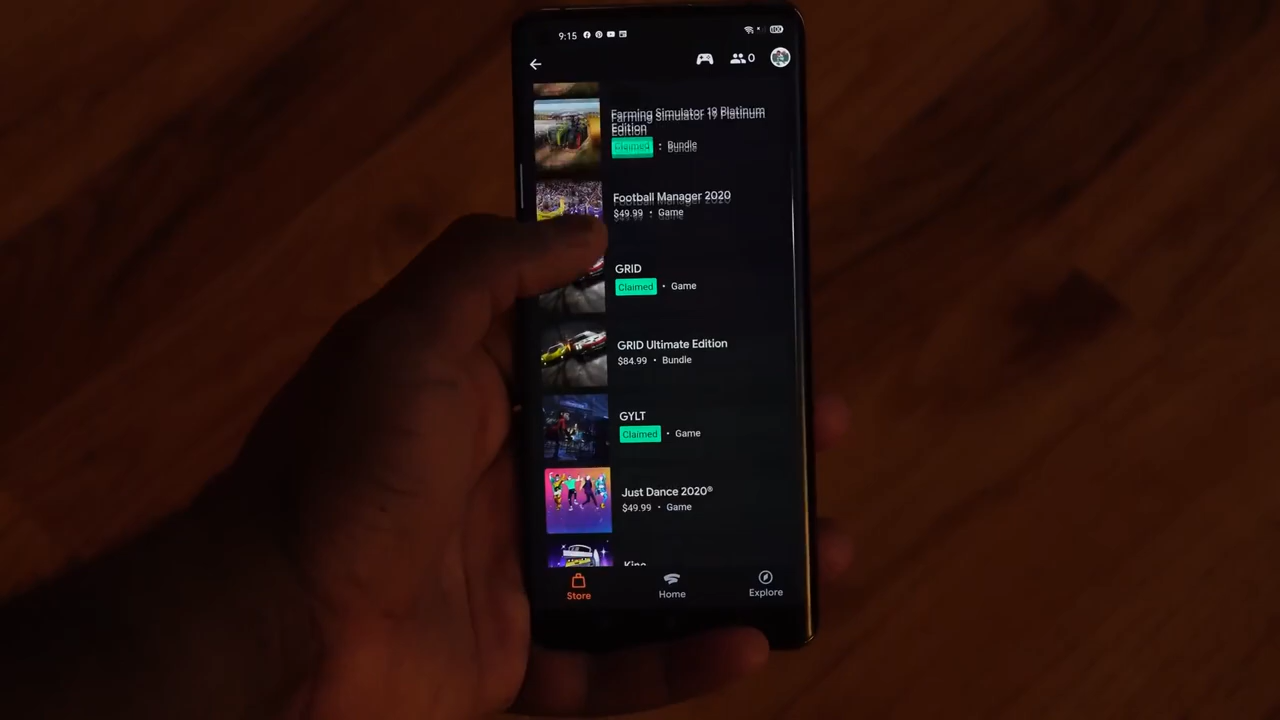 9:15
0
Farming Simulator 19 Platinum
Edition
Claimed • Bundle
Football Manager 2020
$49.99 • Game
GRID
Claimed • Game
GRID Ultimate Edition
$84.99 • Bundle
GYLT
Claimed • Game
Just Dance 2020®
$49.99 • Game
Store
Home
Explore